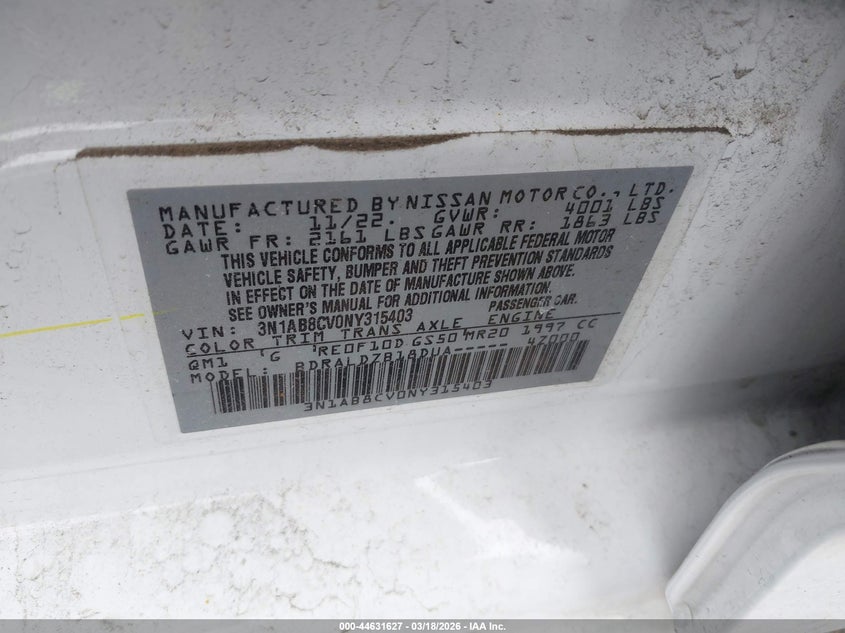 MANUFACTURED BY NISSAN MOTOR CO., LTD.
DATE: 11/22. GVWR: 4001 LBS
GAWR FR: 2161 LBS GAWR RR: 1863 LBS
THIS VEHICLE CONFORMS TO ALL APPLICABLE FEDERAL MOTOR
VEHICLE SAFETY, BUMPER AND THEFT PREVENTION STANDARDS
IN EFFECT ON THE DATE OF MANUFACTURE SHOWN ABOVE.
SEE OWNER'S MANUAL FOR ADDITIONAL INFORMATION.
PASSENGER CAR.
VIN: 3N1AB8CV0NY315403
COLOR TRIM TRANS AXLE ENGINE
QM1 G RE0F10D GS50 MR20 1997 CC
MODEL: BDRALDZB18DUA----- 47000
3N1AB8CV0NY315403
000-44631627 - 03/18/2026 - IAA Inc.